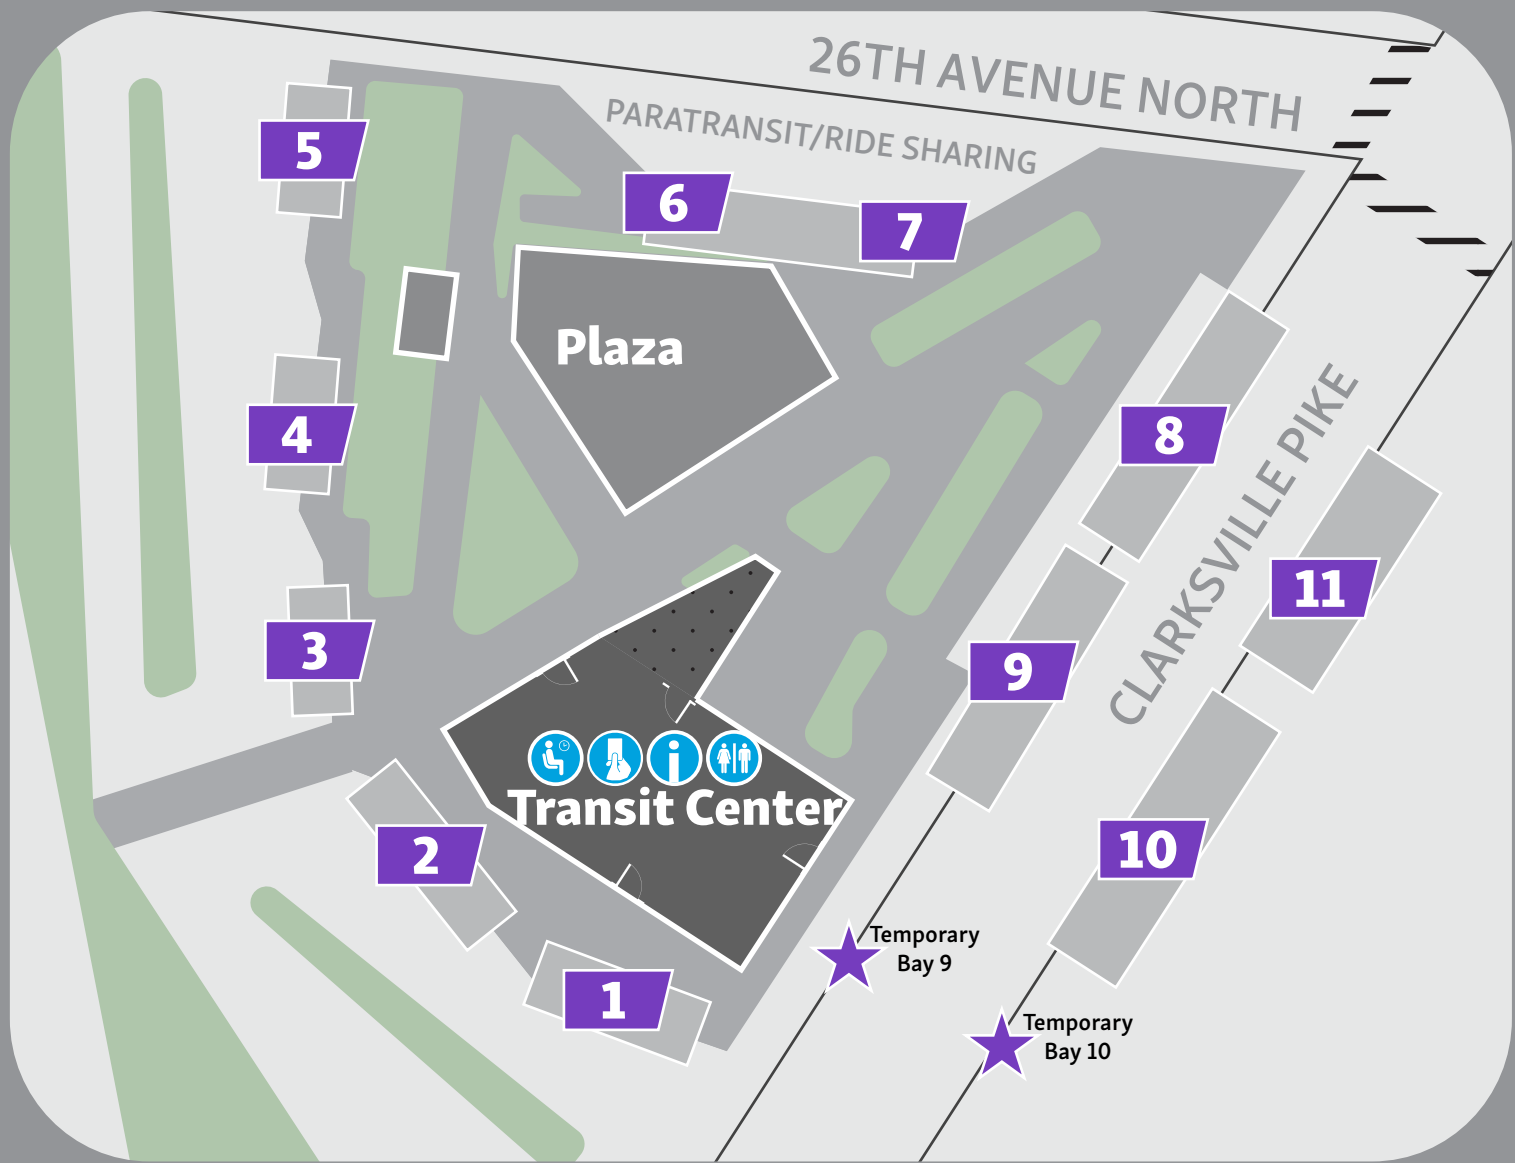 26TH AVENUE NORTH
PARATRANSIT/RIDE SHARING
5
6
7
Plaza
4
8
CLARKSVILLE PIKE
11
3
9
Transit Center
2
10
Temporary
Bay 9
1
Temporary
Bay 10